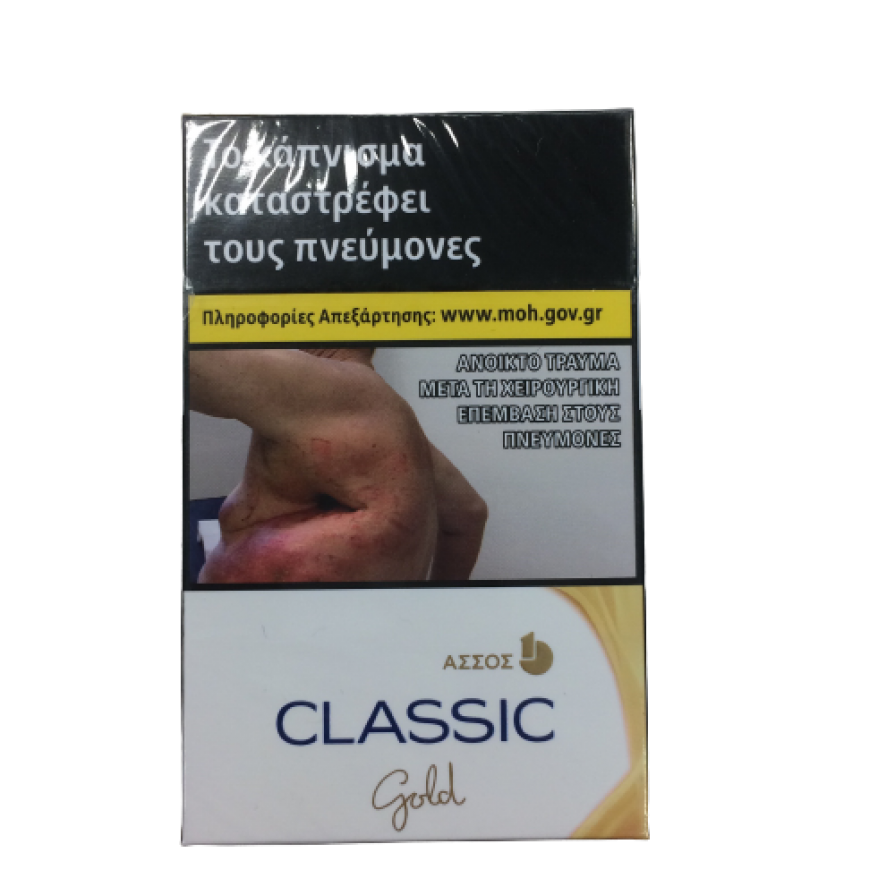 Το κάπνισμα
καταστρέφει
τους πνεύμονες
Πληροφορίες Απεξάρτησης: www.moh.gov.gr
ΑΝΟΙΚΤΟ ΤΡΑΥΜΑ
ΜΕΤΑ ΤΗ ΧΕΙΡΟΥΡΓΙΚΗ
ΕΠΕΜΒΑΣΗ ΣΤΟΥΣ
ΠΝΕΥΜΟΝΕΣ
ΑΣΣΟΣ 1
CLASSIC
Gold